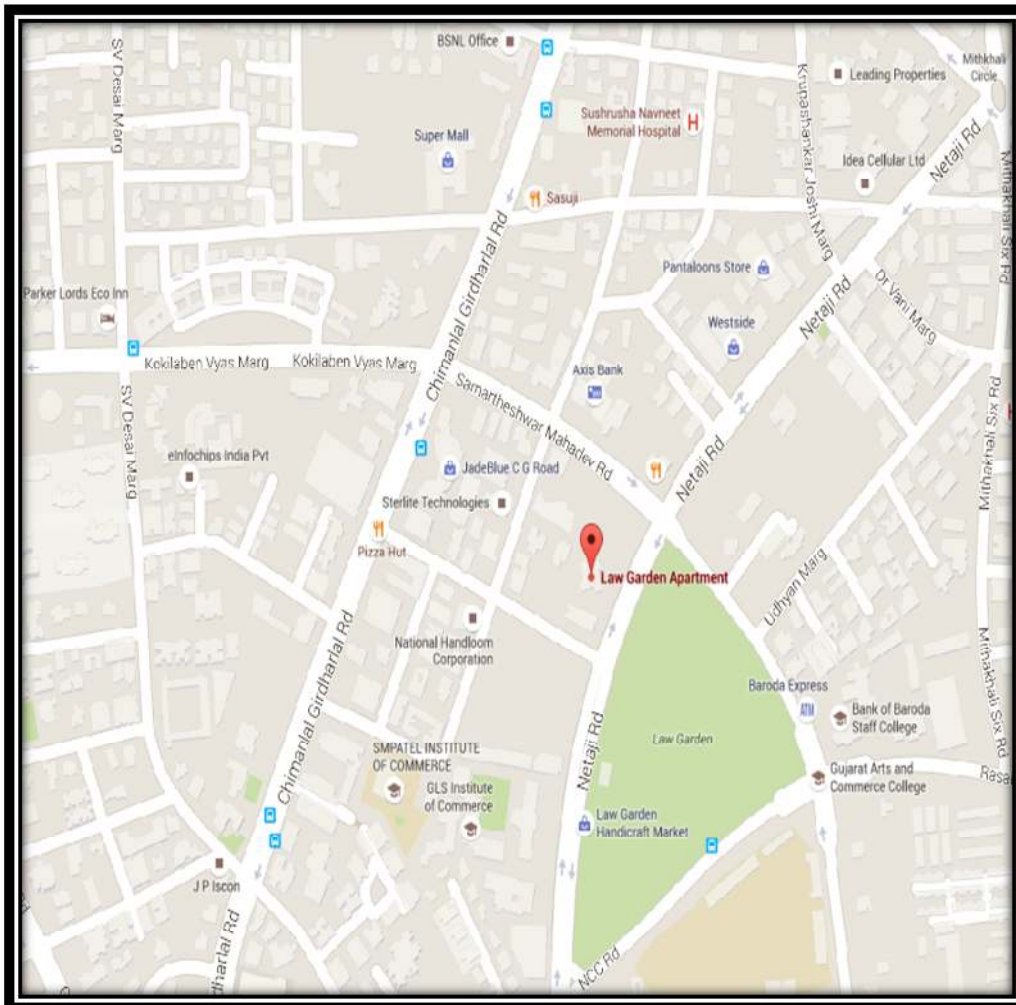 BSNL Office
Mithkhali
Circle
SV Desai Marg
Leading Properties
Krupashankar Joshi Marg
Sushrusha Navneet
Memorial Hospital
H
Super Mall
Netaji Rd
Idea Cellular Ltd
Mithakhali Six Rd
Sasuji
Chimanlal Girdharlal Rd
Pantaloons Store
Dr Vani Marg
Netaji Rd
Parker Lords Eco Inn
Westside
Kokilaben Vyas Marg
Kokilaben Vyas Marg
Axis Bank
Samartheshwar Mahadev Rd
SV Desai Marg
Mithakhali Six Rd
Netaji Rd
eInfochips India Pvt
JadeBlue C G Road
Sterlite Technologies
Pizza Hut
Law Garden Apartment
Udhyan Marg
National Handloom
Corporation
Chimanlal Girdharlal Rd
Mithakhali Six Rd
Baroda Express
ATM
Bank of Baroda
Staff College
Netaji Rd
Law Garden
SMPATEL INSTITUTE
OF COMMERCE
GLS Institute
of Commerce
Gujarat Arts and
Commerce College
Law Garden
Handicraft Market
J P Iscon
NCC Rd